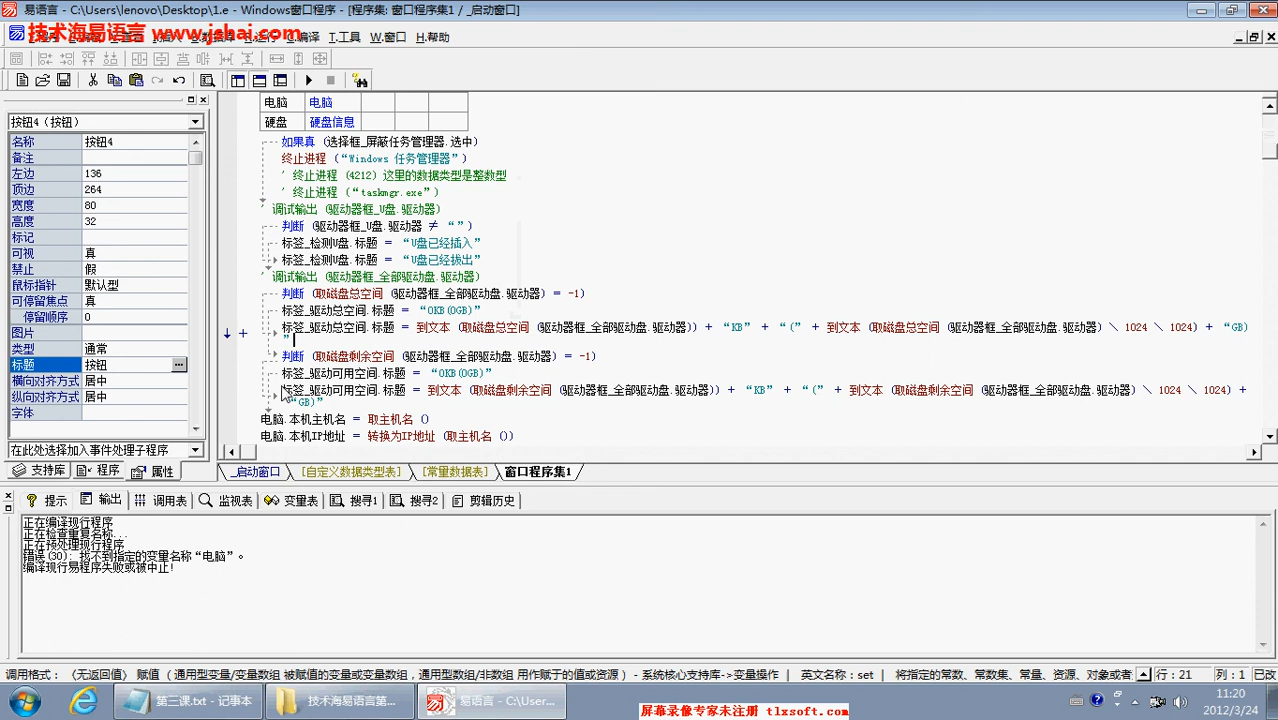 易语言 - C:\Users\lenovo\Desktop\1.e - Windows窗口程序 - [程序集: 窗口程序集1 / _启动窗口]
技术海易语言 www.jshai.com
C.编译 T.工具 W.窗口 H.帮助
按钮4（按钮）
名称 按钮4
备注
左边 136
顶边 264
宽度 80
高度 32
标记
可视 真
禁止 假
鼠标指针 默认型
可停留焦点 真
停留顺序 0
图片
类型 通常
标题 按钮
横向对齐方式 居中
纵向对齐方式 居中
字体
在此处选择加入事件处理子程序
支持库 程序 属性
电脑 电脑
硬盘 硬盘信息
如果真 (选择框_屏蔽任务管理器.选中)
终止进程 (“Windows 任务管理器”)
' 终止进程 (4212) 这里的数据类型是整数型
' 终止进程 (“taskmgr.exe”)
' 调试输出 (驱动器框_U盘.驱动器)
判断 (驱动器框_U盘.驱动器 ≠ “”)
标签_检测U盘.标题 = “U盘已经插入”
标签_检测U盘.标题 = “U盘已经拔出”
' 调试输出 (驱动器框_全部驱动盘.驱动器)
判断 (取磁盘总空间 (驱动器框_全部驱动盘.驱动器) = -1)
标签_驱动总空间.标题 = “0KB(0GB)”
标签_驱动总空间.标题 = 到文本 (取磁盘总空间 (驱动器框_全部驱动盘.驱动器)) + “KB” + “(” + 到文本 (取磁盘总空间 (驱动器框_全部驱动盘.驱动器) ＼ 1024 ＼ 1024) + “GB)
”
判断 (取磁盘剩余空间 (驱动器框_全部驱动盘.驱动器) = -1)
标签_驱动可用空间.标题 = “0KB(0GB)”
标签_驱动可用空间.标题 = 到文本 (取磁盘剩余空间 (驱动器框_全部驱动盘.驱动器)) + “KB” + “(” + 到文本 (取磁盘剩余空间 (驱动器框_全部驱动盘.驱动器) ＼ 1024 ＼ 1024) +
“GB)”
电脑.本机主机名 = 取主机名 ()
电脑.本机IP地址 = 转换为IP地址 (取主机名 ())
_启动窗口 [自定义数据类型表] [常量数据表] 窗口程序集1
提示 输出 调用表 监视表 变量表 搜寻1 搜寻2 剪辑历史
正在编译现行程序
正在检查重复名称...
正在预处理现行程序
错误(30): 找不到指定的变量名称“电脑”。
编译现行易程序失败或被中止!
调用格式： 〈无返回值〉 赋值 （通用型变量/变量数组 被赋值的变量或变量数组，通用型数组/非数组 用作赋于的值或资源） - 系统核心支持库->变量操作 | 英文名称：set | 将指定的常数、常数集、常量、资源、对象或者 行：21 列：1 已改
第三课.txt - 记事本 技术海易语言第... 易语言 - C:\User...
11:20
2012/3/24
屏幕录像专家未注册 tlxsoft.com